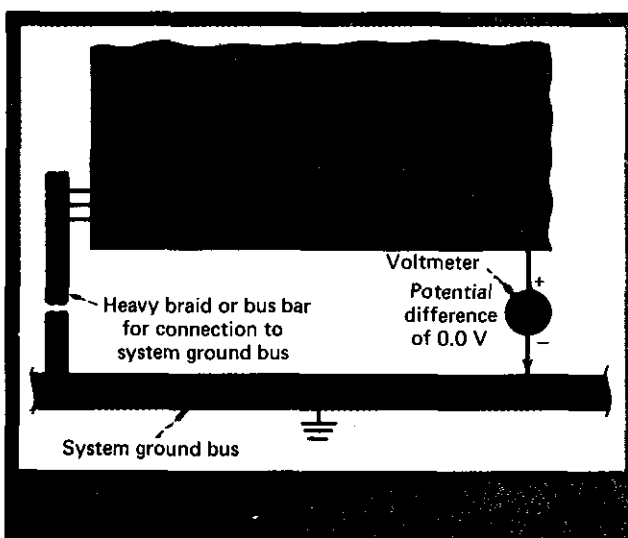 Voltmeter
+
Potential
difference
of 0.0 V
–
Heavy braid or bus bar
for connection to
system ground bus
System ground bus